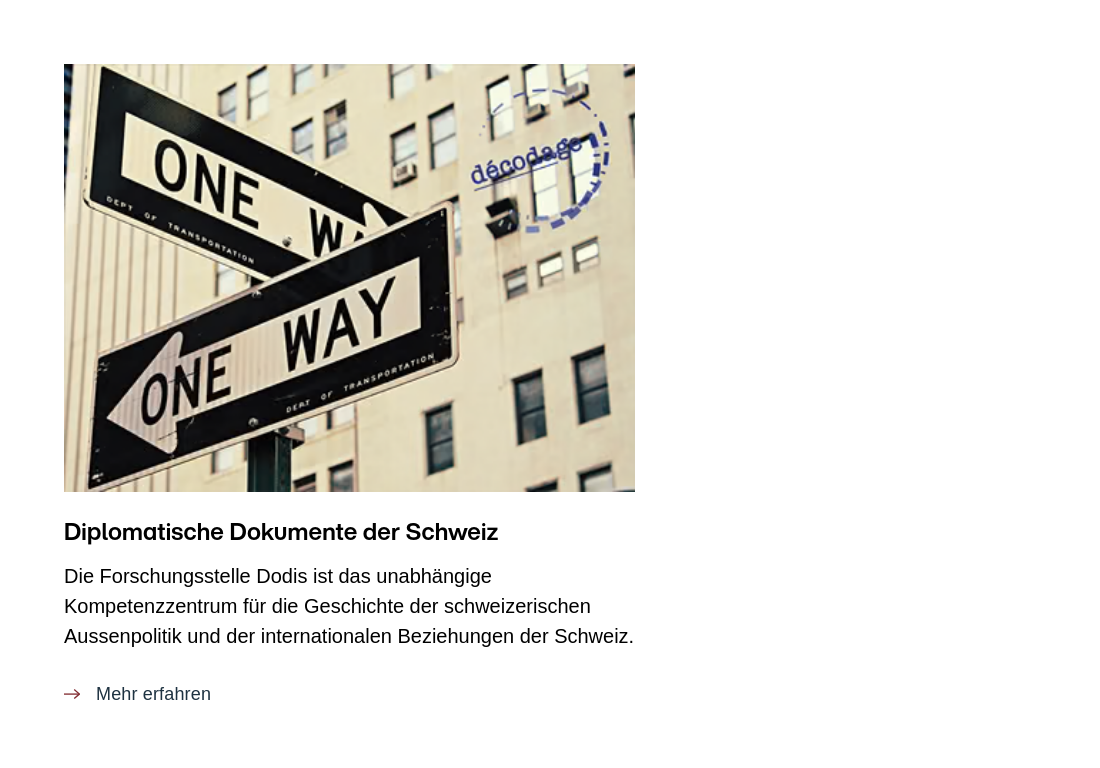 décodage
ONE WA
DEPT OF TRANSPORTATION
ONE WAY
DEPT OF TRANSPORTATION
Diplomatische Dokumente der Schweiz
Die Forschungsstelle Dodis ist das unabhängige
Kompetenzzentrum für die Geschichte der schweizerischen
Aussenpolitik und der internationalen Beziehungen der Schweiz.
Mehr erfahren